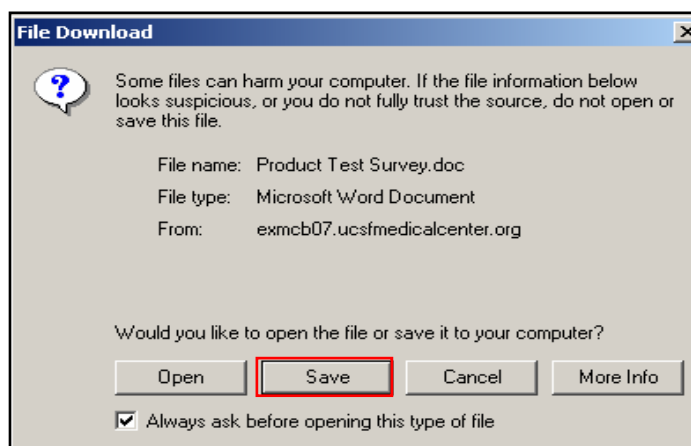 File Download
?
Some files can harm your computer. If the file information below
looks suspicious, or you do not fully trust the source, do not open or
save this file.
File name: Product Test Survey.doc
File type: Microsoft Word Document
From: exmcb07.ucsfmedicalcenter.org
Would you like to open the file or save it to your computer?
Open Save Cancel More Info
Always ask before opening this type of file